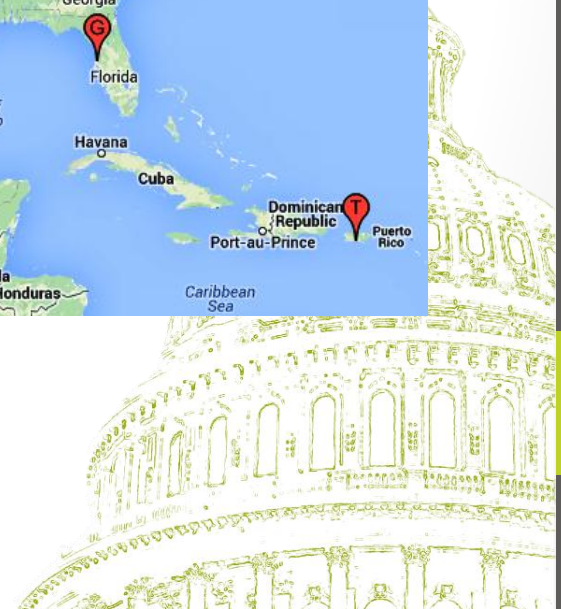 Georgia
G
Florida
Havana
Cuba
Dominican
Republic
T
Puerto
Rico
Port-au-Prince
Honduras
Caribbean
Sea